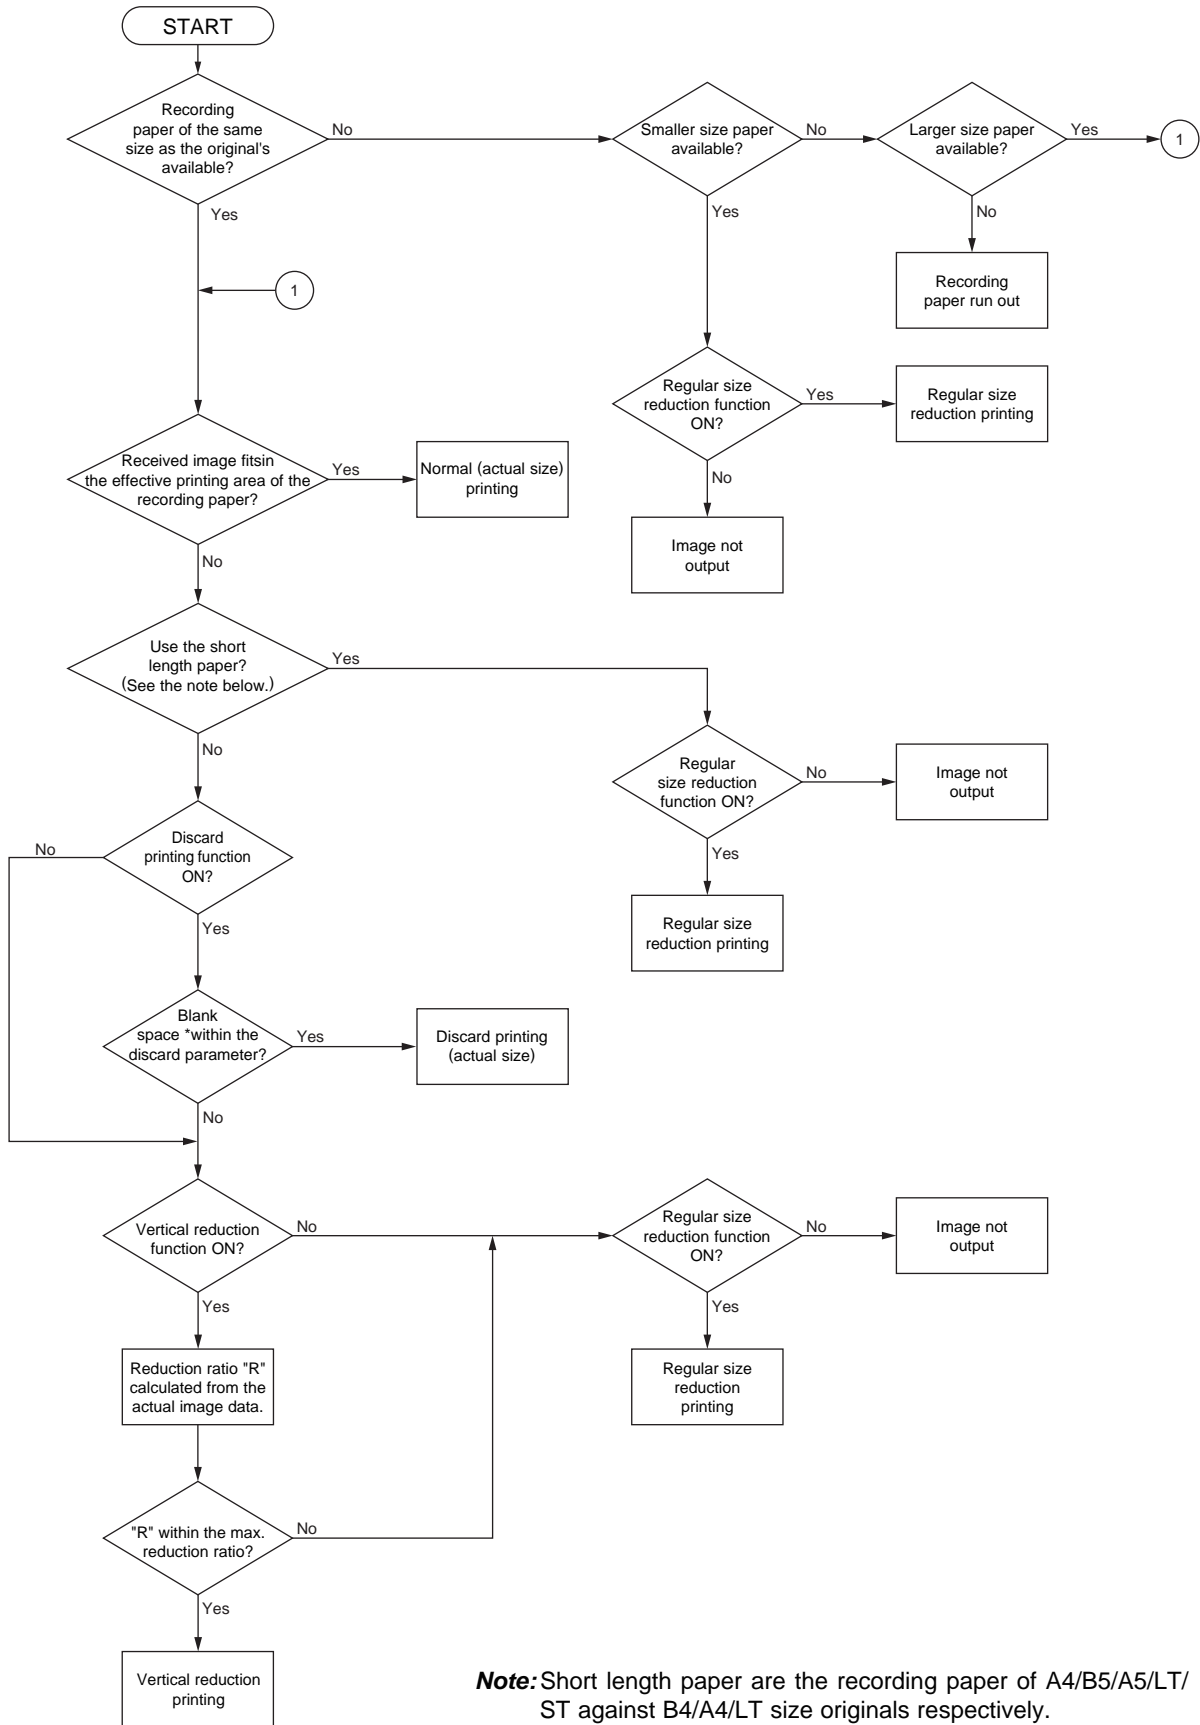 START
Recording
paper of the same
size as the original's
available?
No
Smaller size paper
available?
No
Larger size paper
available?
Yes
1
Yes
Yes
No
1
Recording
paper run out
Regular size
reduction function
ON?
Yes
Regular size
reduction printing
Received image fitsin
the effective printing area of the
recording paper?
Yes
Normal (actual size)
printing
No
Image not
output
No
Use the short
length paper?
(See the note below.)
Yes
No
Regular
size reduction
function ON?
No
Image not
output
Discard
printing function
ON?
No
Yes
Yes
Regular size
reduction printing
Blank
space *within the
discard parameter?
Yes
Discard printing
(actual size)
No
Vertical reduction
function ON?
No
Regular size
reduction function
ON?
No
Image not
output
Yes
Yes
Reduction ratio "R"
calculated from the
actual image data.
Regular size
reduction
printing
"R" within the max.
reduction ratio?
No
Yes
Vertical reduction
printing
Note: Short length paper are the recording paper of A4/B5/A5/LT/
ST against B4/A4/LT size originals respectively.